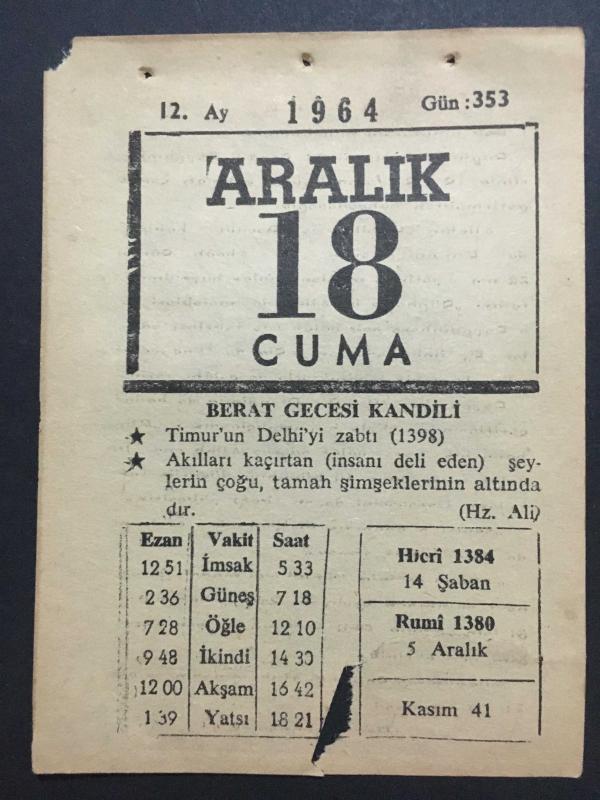 12. Ay 1964 Gün : 353
ARALIK
18
CUMA
BERAT GECESİ KANDİLİ
★ Timur'un Delhi'yi zabtı (1398)
★ Akılları kaçırtan (insanı deli eden) şey-
lerin çoğu, tamah şimşeklerinin altında
dır. (Hz. Ali)
Ezan Vakit Saat
12 51 İmsak 5 33
2 36 Güneş 7 18
7 28 Öğle 12 10
9 48 İkindi 14 30
12 00 Akşam 16 42
1 39 Yatsı 18 21
Hicrî 1384
14 Şaban
Rumî 1380
5 Aralık
Kasım 41